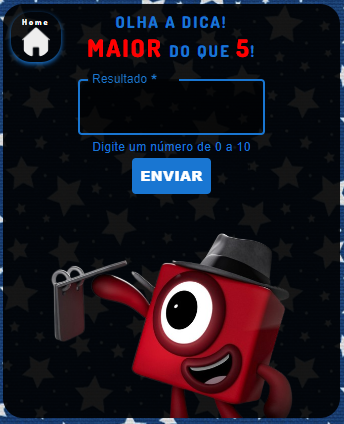 Home
OLHA A DICA!
MAIOR DO QUE 5!
Resultado *
Digite um número de 0 a 10
ENVIAR